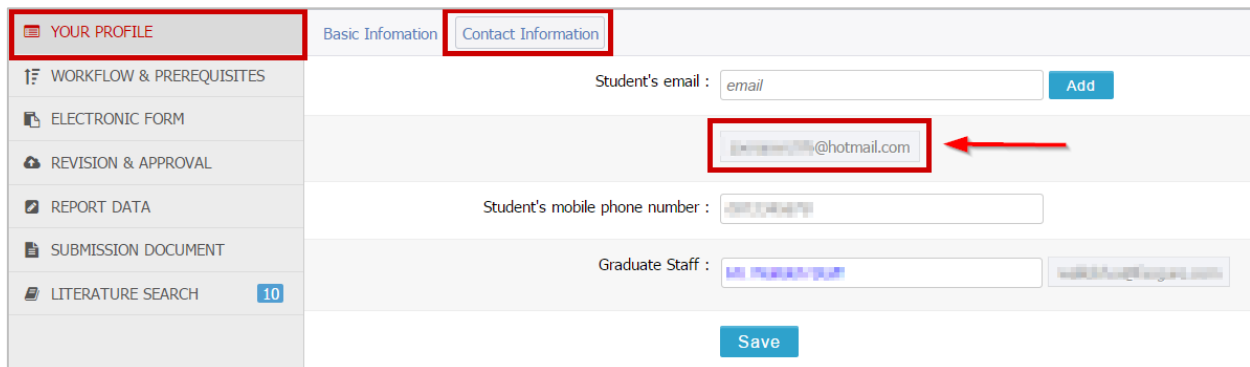 YOUR PROFILE
Basic Infomation
Contact Information
WORKFLOW & PREREQUISITES
ELECTRONIC FORM
REVISION & APPROVAL
REPORT DATA
SUBMISSION DOCUMENT
LITERATURE SEARCH 10
Student's email : email Add
@hotmail.com
Student's mobile phone number :
Graduate Staff :
Save